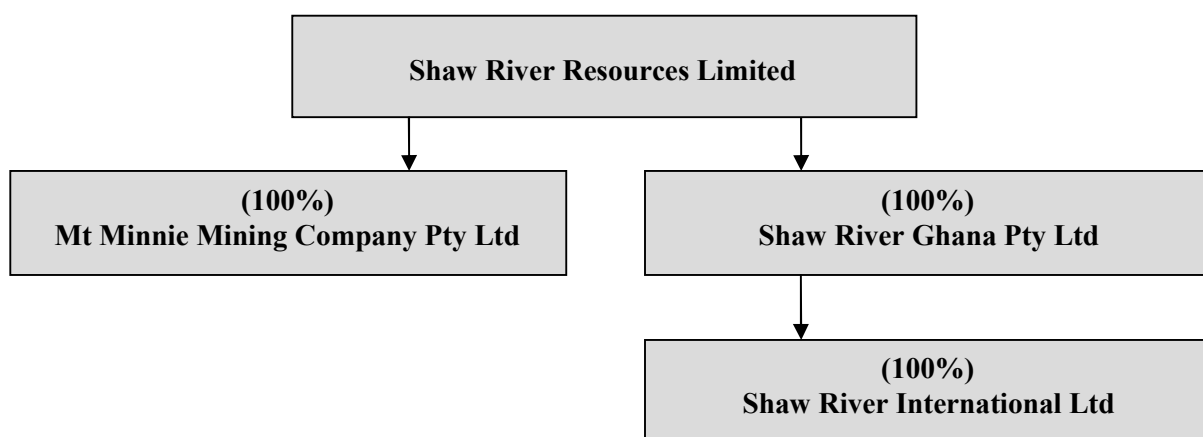 Shaw River Resources Limited
(100%)
Mt Minnie Mining Company Pty Ltd
(100%)
Shaw River Ghana Pty Ltd
(100%)
Shaw River International Ltd